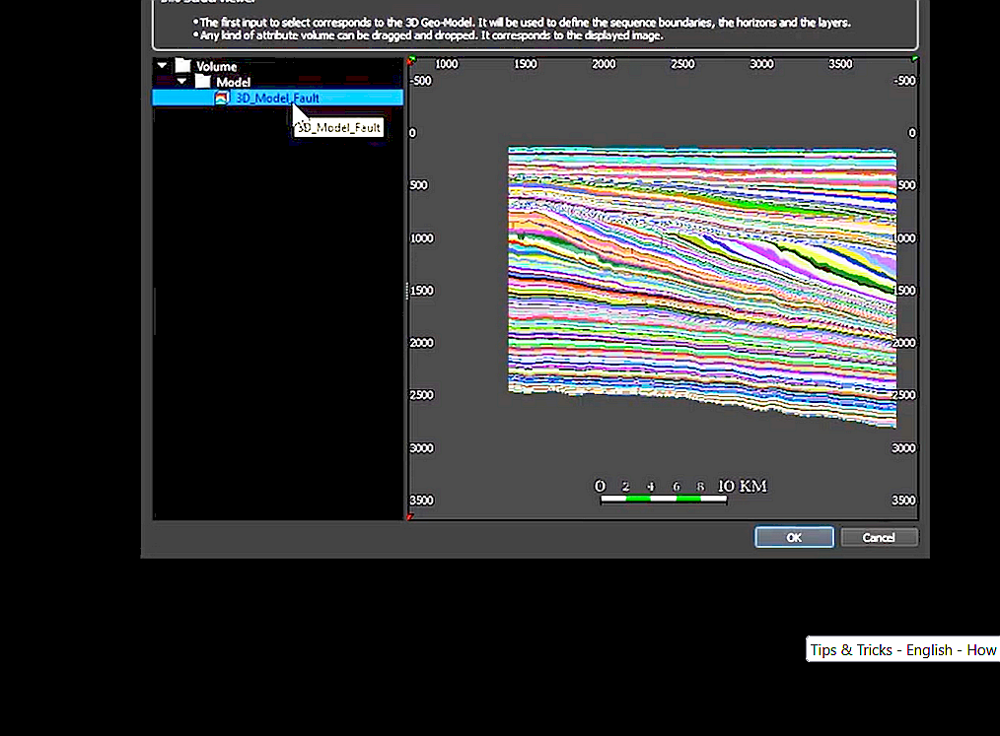 • The first input to select corresponds to the 3D Geo-Model. It will be used to define the sequence boundaries, the horizons and the layers.
• Any kind of attribute volume can be dragged and dropped. It corresponds to the displayed image.
Volume
Model
3D_Model_Fault
3D_Model_Fault
1000 1500 2000 2500 3000 3500
-500 -500
0 0
500 500
1000 1000
1500 1500
2000 2000
2500 2500
3000 3000
3500 3500
0 2 4 6 8 10 KM
OK Cancel
Tips & Tricks - English - How